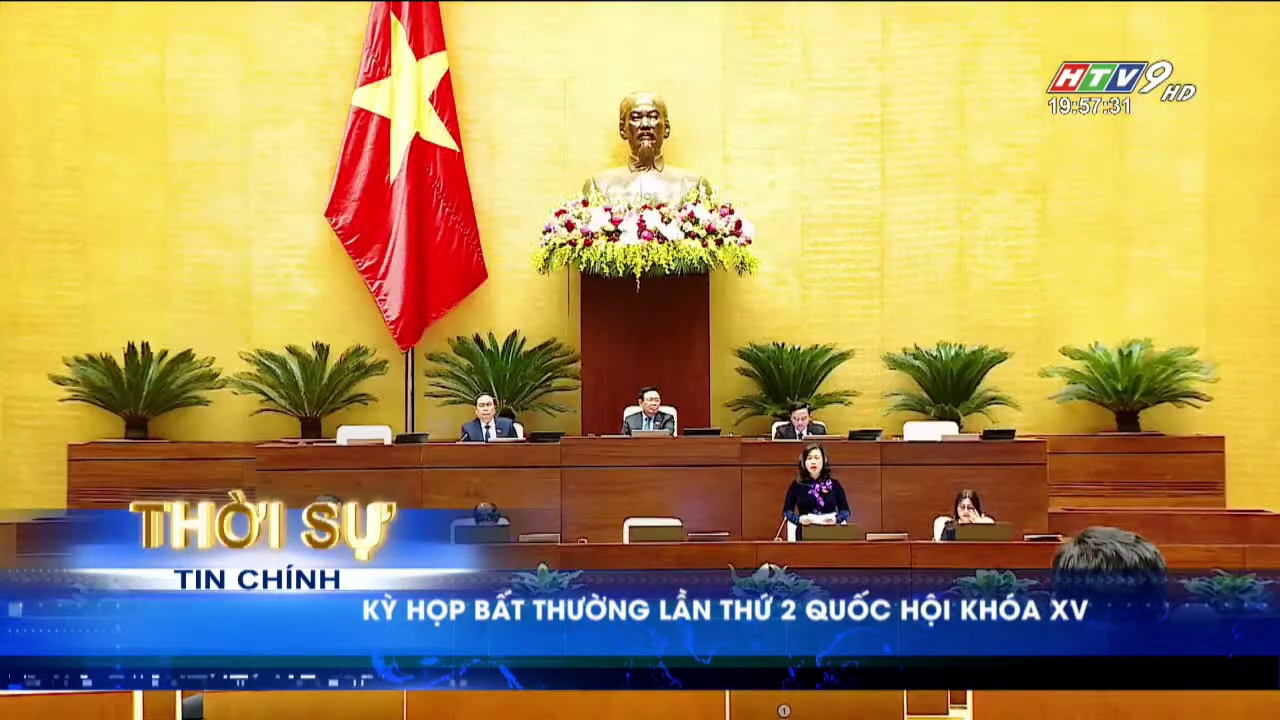 HTV9 HD
19:57:31
THỜI SỰ
TIN CHÍNH
KỲ HỌP BẤT THƯỜNG LẦN THỨ 2 QUỐC HỘI KHÓA XV